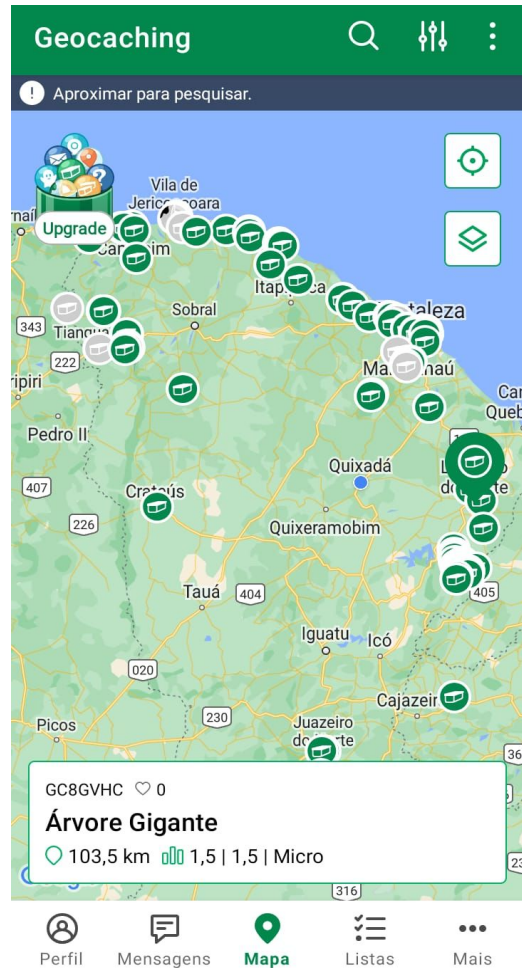 Geocaching
Aproximar para pesquisar.
Vila de
Upgrade
Sobral
343
Tiangua
222
Pedro II
Quixadá
407
Crateús
226
Quixeramobim
Tauá
404
405
Iguatu
Icó
020
230
Picos
Juazeiro
316
GC8GVHC 0
Árvore Gigante
103,5 km 1,5 | 1,5 | Micro
Perfil
Mensagens
Mapa
Listas
Mais